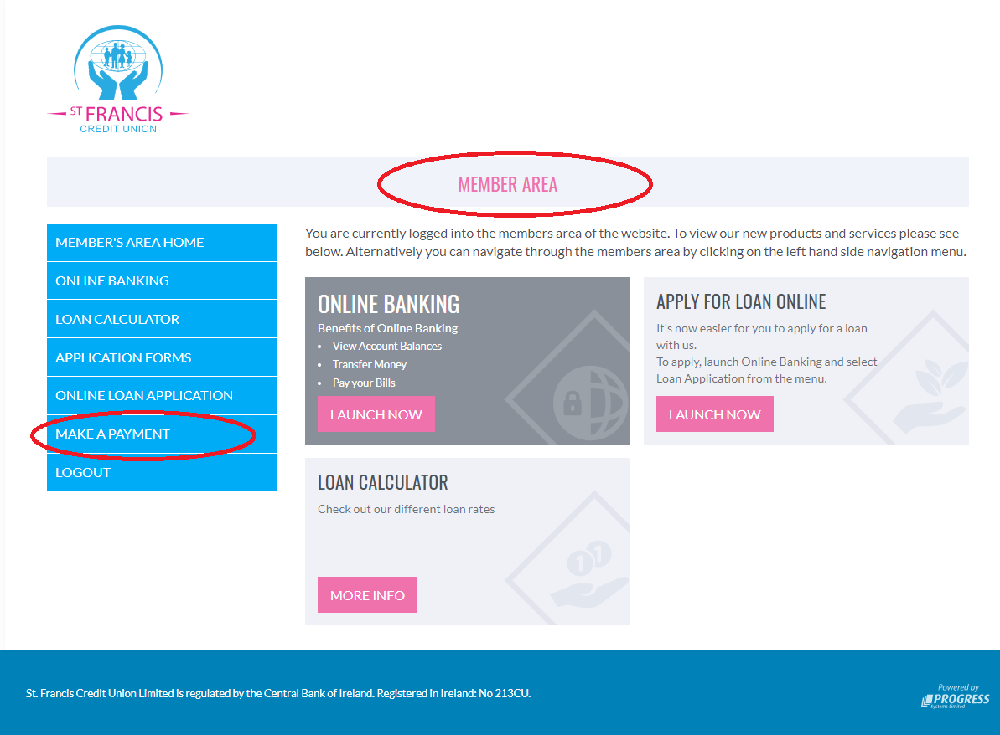 ST FRANCIS
CREDIT UNION
MEMBER AREA
MEMBER'S AREA HOME
ONLINE BANKING
LOAN CALCULATOR
APPLICATION FORMS
ONLINE LOAN APPLICATION
MAKE A PAYMENT
LOGOUT
You are currently logged into the members area of the website. To view our new products and services please see
below. Alternatively you can navigate through the members area by clicking on the left hand side navigation menu.
ONLINE BANKING
Benefits of Online Banking
• View Account Balances
• Transfer Money
• Pay your Bills
LAUNCH NOW
APPLY FOR LOAN ONLINE
It's now easier for you to apply for a loan
with us.
To apply, launch Online Banking and select
Loan Application from the menu.
LAUNCH NOW
LOAN CALCULATOR
Check out our different loan rates
1 1
MORE INFO
St. Francis Credit Union Limited is regulated by the Central Bank of Ireland. Registered in Ireland: No 213CU.
Powered by
PROGRESS
Systems Limited